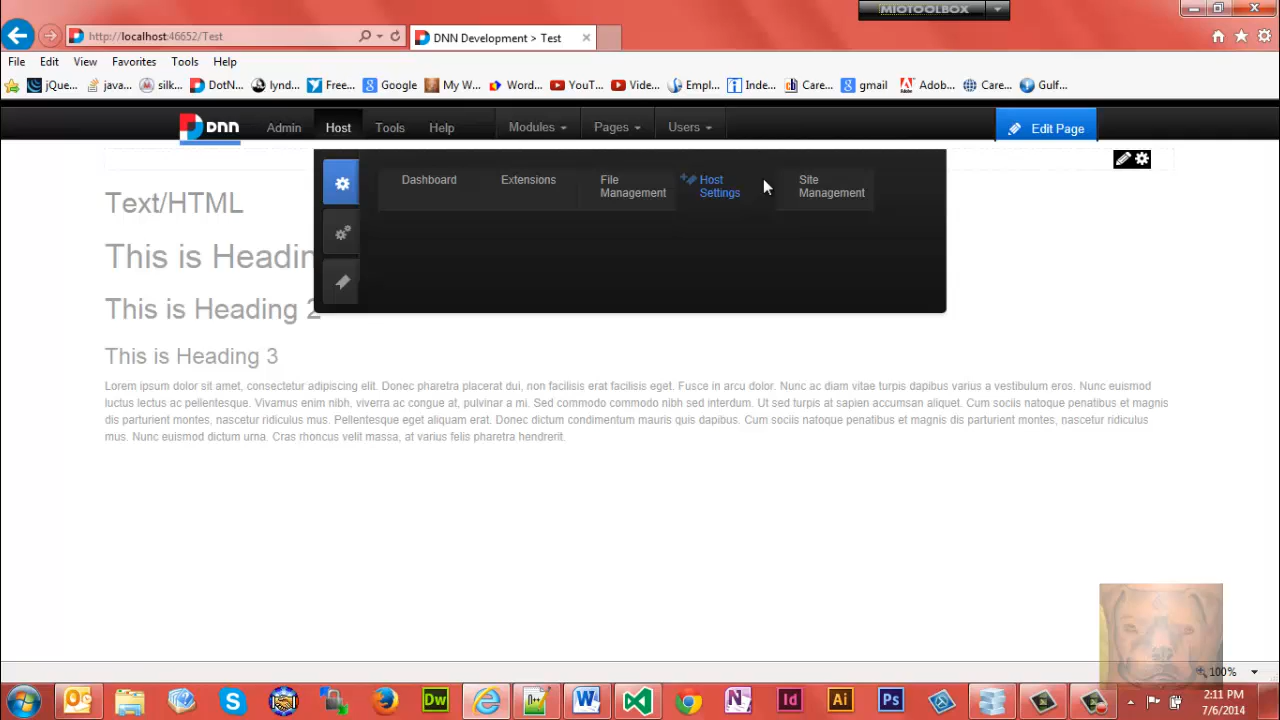 MIOTOOLBOX
http://localhost:46652/Test
DNN Development > Test
File Edit View Favorites Tools Help
jQue... java... silk... DotN... lynd... Free... Google My W... Word... YouT... Vide... Empl... Inde... Care... gmail Adob... Care... Gulf...
DNN Admin Host Tools Help Modules Pages Users Edit Page
Dashboard Extensions File Management Host Settings Site Management
Text/HTML
This is Headin
This is Heading 2
This is Heading 3
Lorem ipsum dolor sit amet, consectetur adipiscing elit. Donec pharetra placerat dui, non facilisis erat facilisis eget. Fusce in arcu dolor. Nunc ac diam vitae turpis dapibus varius a vestibulum eros. Nunc euismod
luctus lectus ac pellentesque. Vivamus enim nibh, viverra ac congue at, pulvinar a mi. Sed commodo commodo nibh sed interdum. Ut sed turpis at sapien accumsan aliquet. Cum sociis natoque penatibus et magnis
dis parturient montes, nascetur ridiculus mus. Pellentesque eget aliquam erat. Donec dictum condimentum mauris quis dapibus. Cum sociis natoque penatibus et magnis dis parturient montes, nascetur ridiculus
mus. Nunc euismod dictum urna. Cras rhoncus velit massa, at varius felis pharetra hendrerit.
100%
Dw N Id Ai Ps
2:11 PM
7/6/2014